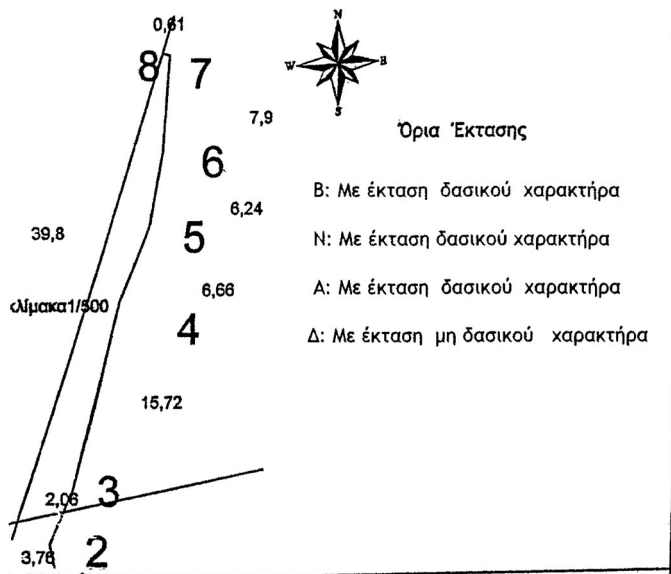 0,61
N
8
7
W
E
S
7,9
Όρια Έκτασης
6
Β: Με έκταση δασικού χαρακτήρα
6,24
39,8
5
Ν: Με έκταση δασικού χαρακτήρα
6,66
Α: Με έκταση δασικού χαρακτήρα
κλίμακα1/500
4
Δ: Με έκταση μη δασικού χαρακτήρα
15,72
2,06
3
3,76
2